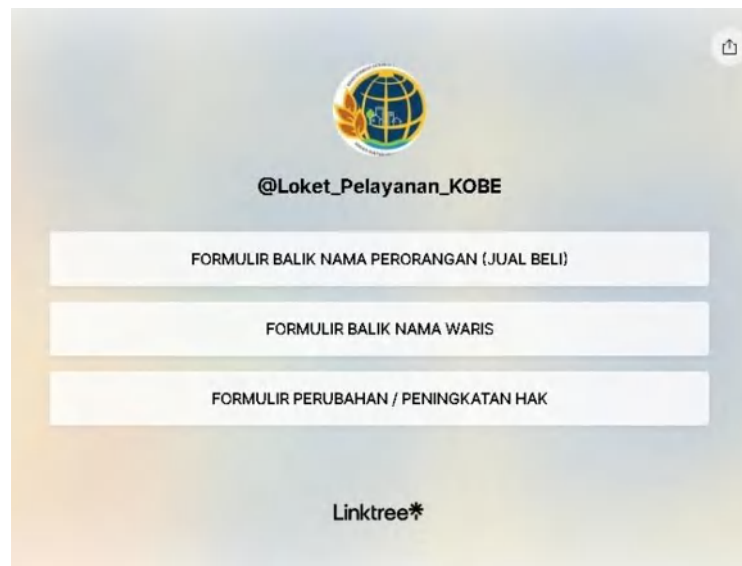 @Loket_Pelayanan_KOBE
FORMULIR BALIK NAMA PERORANGAN (JUAL BELI)
FORMULIR BALIK NAMA WARIS
FORMULIR PERUBAHAN / PENINGKATAN HAK
Linktree